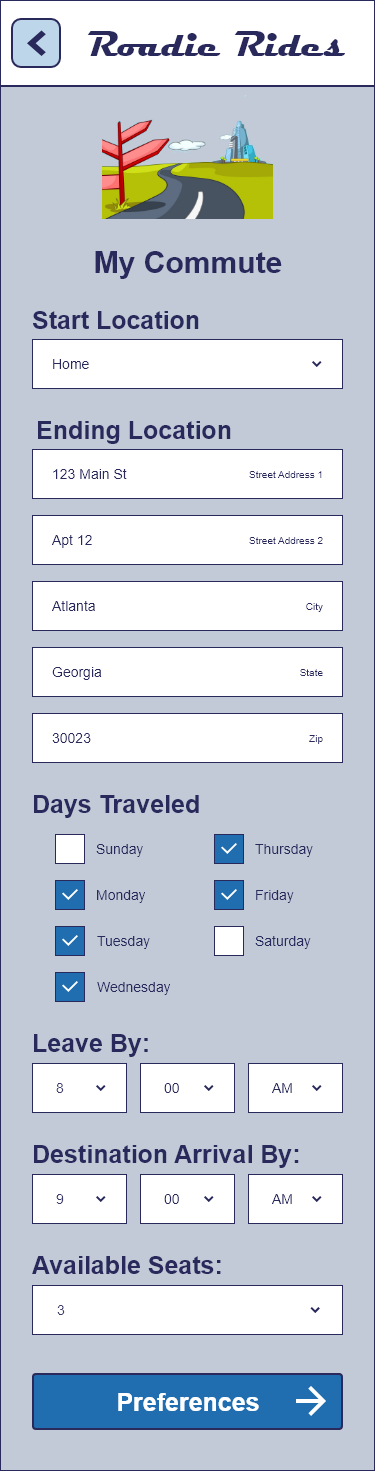 Roadie Rides
My Commute
Start Location
Home
Ending Location
123 Main St Street Address 1
Apt 12 Street Address 2
Atlanta City
Georgia State
30023 Zip
Days Traveled
Sunday Thursday
Monday Friday
Tuesday Saturday
Wednesday
Leave By:
8 00 AM
Destination Arrival By:
9 00 AM
Available Seats:
3
Preferences